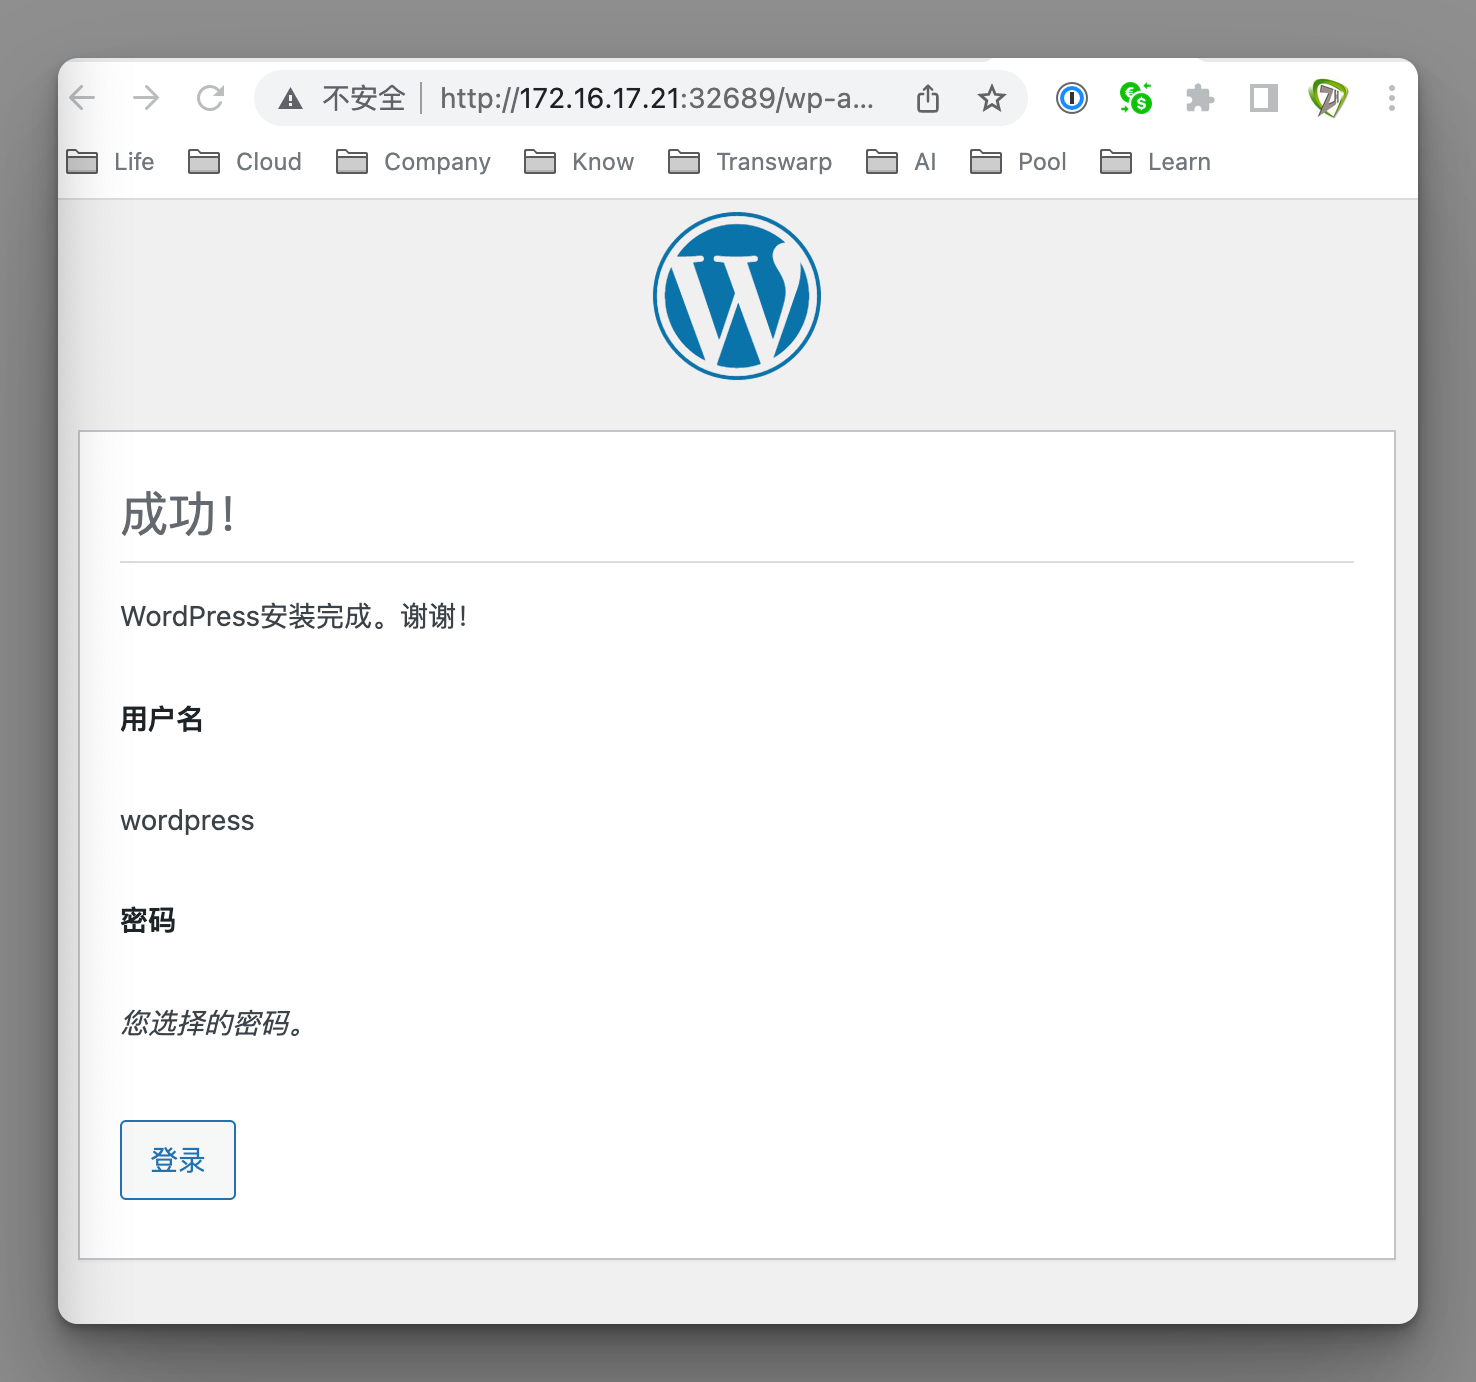 不安全 http://172.16.17.21:32689/wp-a...
Life Cloud Company Know Transwarp AI Pool Learn
成功！
WordPress安装完成。谢谢！
用户名
wordpress
密码
您选择的密码。
登录